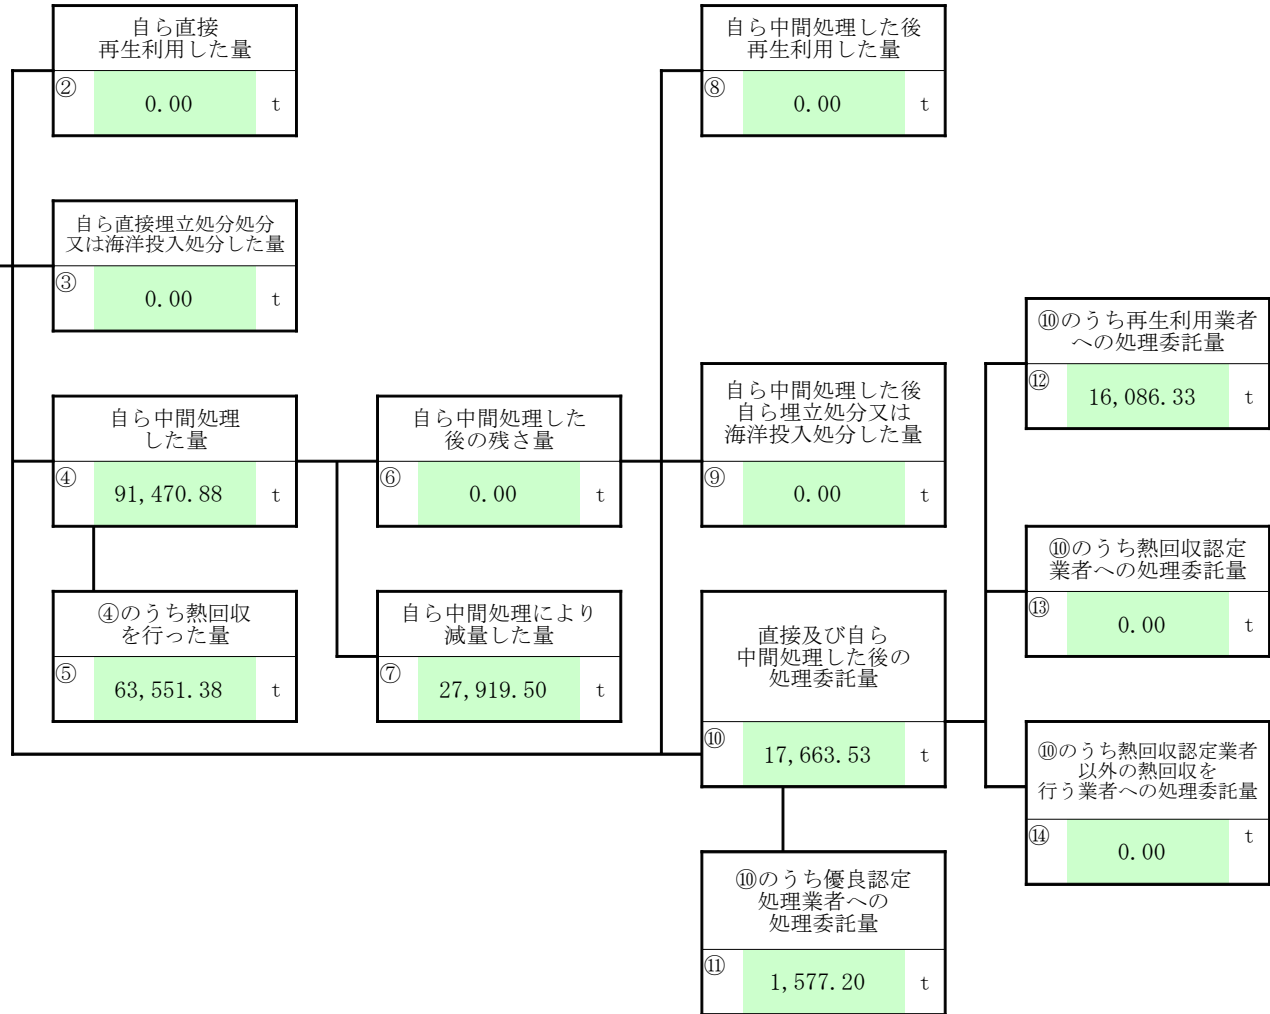 自ら直接
再生利用した量
②
0.00 t
自ら中間処理した後
再生利用した量
⑧
0.00 t
自ら直接埋立処分処分
又は海洋投入処分した量
③
0.00 t
⑩のうち再生利用業者
への処理委託量
⑫
16,086.33 t
自ら中間処理
した量
④
91,470.88 t
自ら中間処理した
後の残さ量
⑥
0.00 t
自ら中間処理した後
自ら埋立処分又は
海洋投入処分した量
⑨
0.00 t
⑩のうち熱回収認定
業者への処理委託量
⑬
0.00 t
④のうち熱回収
を行った量
⑤
63,551.38 t
自ら中間処理により
減量した量
⑦
27,919.50 t
直接及び自ら
中間処理した後の
処理委託量
⑩
17,663.53 t
⑩のうち熱回収認定業者
以外の熱回収を
行う業者への処理委託量
⑭
0.00 t
⑩のうち優良認定
処理業者への
処理委託量
⑪
1,577.20 t